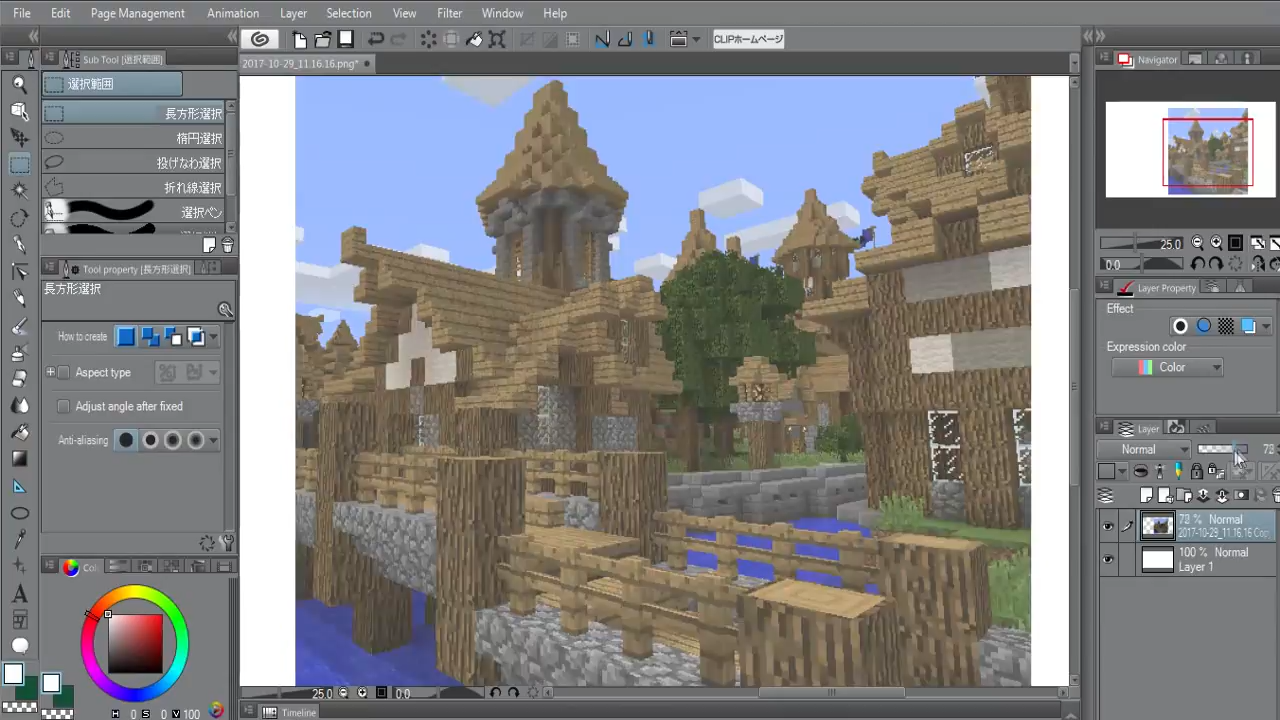 File Edit Page Management Animation Layer Selection View Filter Window Help
CLIPホームページ
Sub Tool [選択範囲]
2017-10-29_11.16.16.png*
Navigator
選択範囲
長方形選択
楕円選択
投げなわ選択
折れ線選択
選択ペン
25.0
0.0
Tool property [長方形選択]
長方形選択
Layer Property
Effect
How to create
Expression color
Color
Aspect type
Adjust angle after fixed
Anti-aliasing
Layer
Normal 72
72 % Normal
2017-10-29_11.16.16 Copy
100 % Normal
Layer 1
Col
25.0 0.0
Timeline
H 0 S 0 V 100